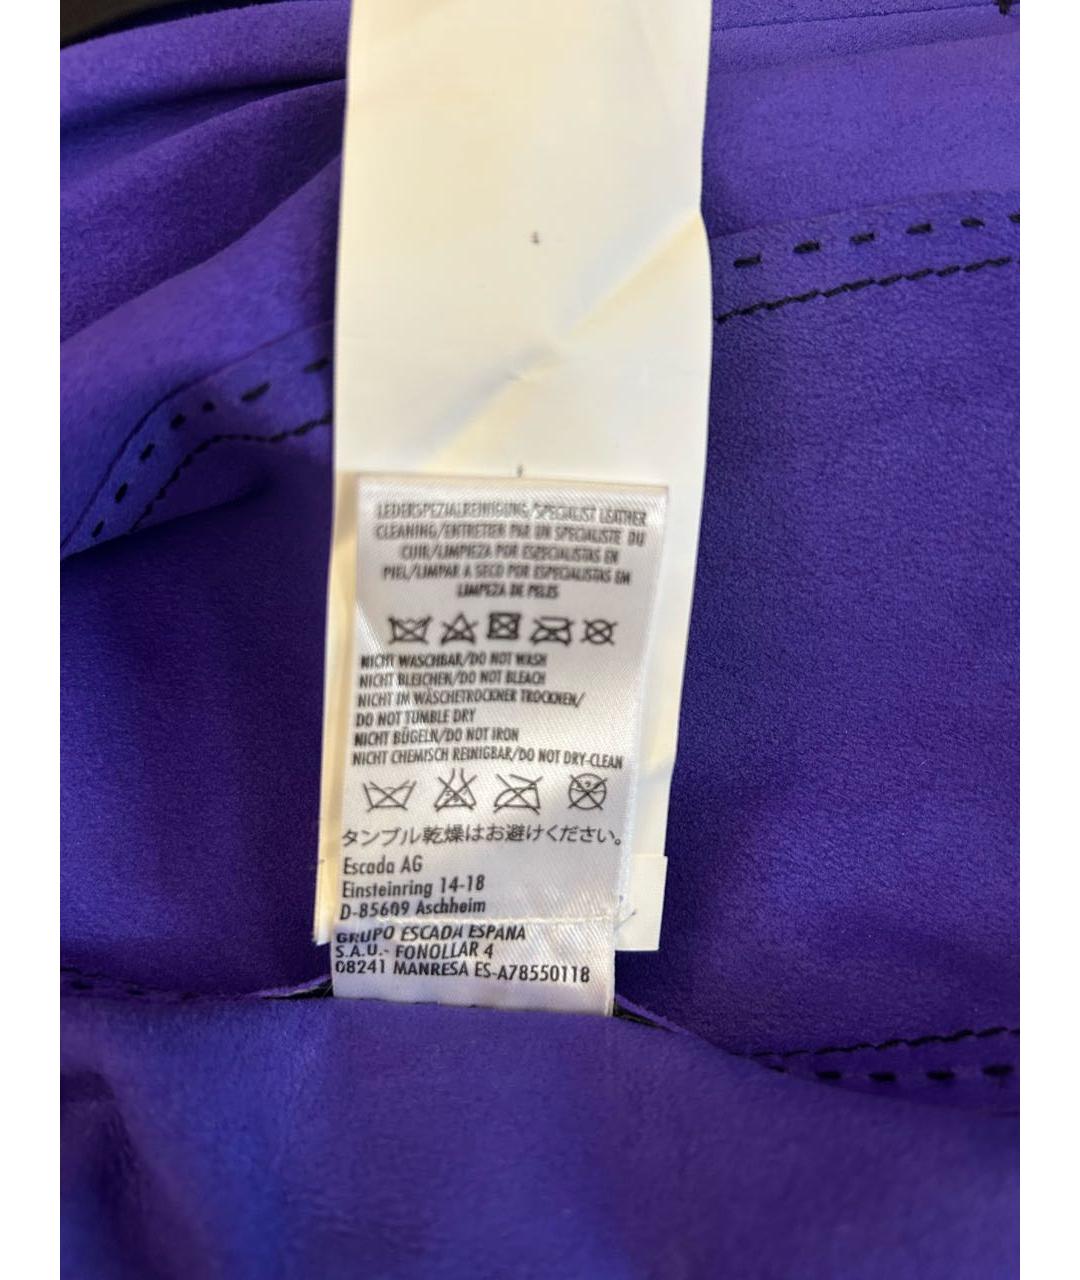 LEDERSPEZIALREINIGUNG/SPECIALIST LEATHER
CLEANING/ENTRETIEN PAR UN SPECIALISTE DU
CUIR/LIMPIEZA POR ESPECIALISTAS EN
PIEL/LIMPAR A SECO POR ESPECIALISTAS EM
LIMPEZA DE PELES
NICHT WASCHBAR/DO NOT WASH
NICHT BLEICHEN/DO NOT BLEACH
NICHT IM WÄSCHETROCKNER TROCKNEN/
DO NOT TUMBLE DRY
NICHT BÜGELN/DO NOT IRON
NICHT CHEMISCH REINIGBAR/DO NOT DRY-CLEAN
タンブル乾燥はお避けください。
Escada AG
Einsteinring 14-18
D-85609 Aschheim
GRUPO ESCADA ESPANA
S.A.U.- FONOLLAR 4
08241 MANRESA ES-A78550118